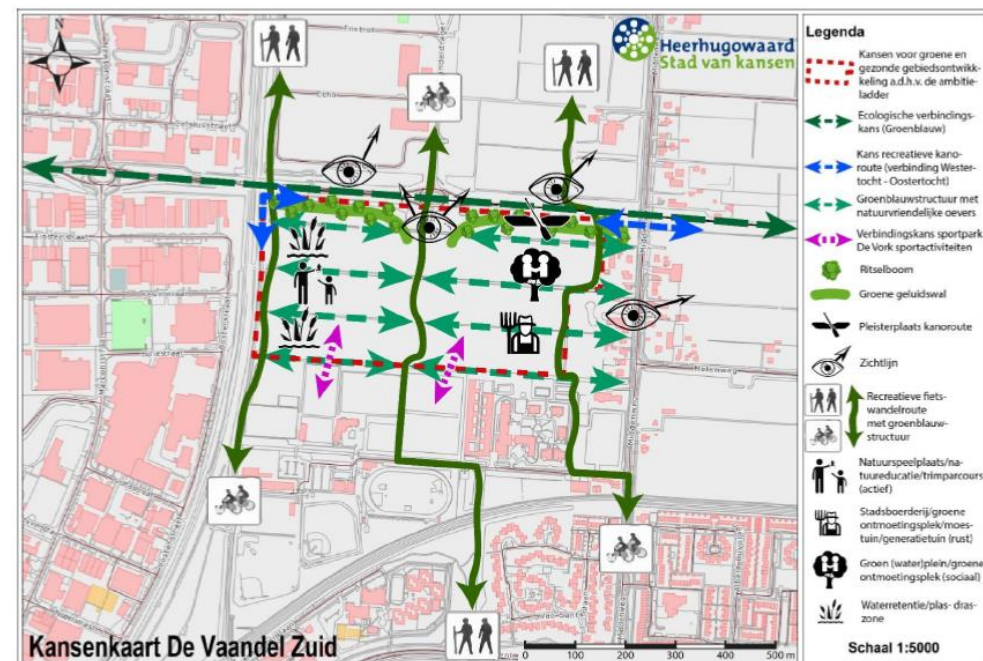 N
Heerhugowaard
Stad van kansen
Legenda
Kansen voor groene en
gezonde gebiedsontwik-
keling a.d.h.v. de ambitie-
ladder
Ecologische verbindings-
kans (Groenblauw)
Kans recreatieve kano-
route (verbinding Wester-
tocht - Oostertocht)
Groenblauwstructuur met
natuurvriendelijke oevers
Verbindingskans sportpark
De Vork sportactiviteiten
Ritselboom
Groene geluidswal
Pleisterplaats kanoroute
Zichtlijn
Recreatieve fiets-
wandelroute
met groenblauw-
structuur
Natuurspeelplaats/na-
tuureducatie/trimparcours
(actief)
Stadsboerderij/groene
ontmoetingsplek/moes-
tuin/generatietuin (rust)
Groen (water)plein/groene
ontmoetingsplek (sociaal)
Waterretentie/plas- dras-
zone
Schaal 1:5000
Molenweg
Middenweg
Kansenkaart De Vaandel Zuid
0 100 200 300 400 500 m